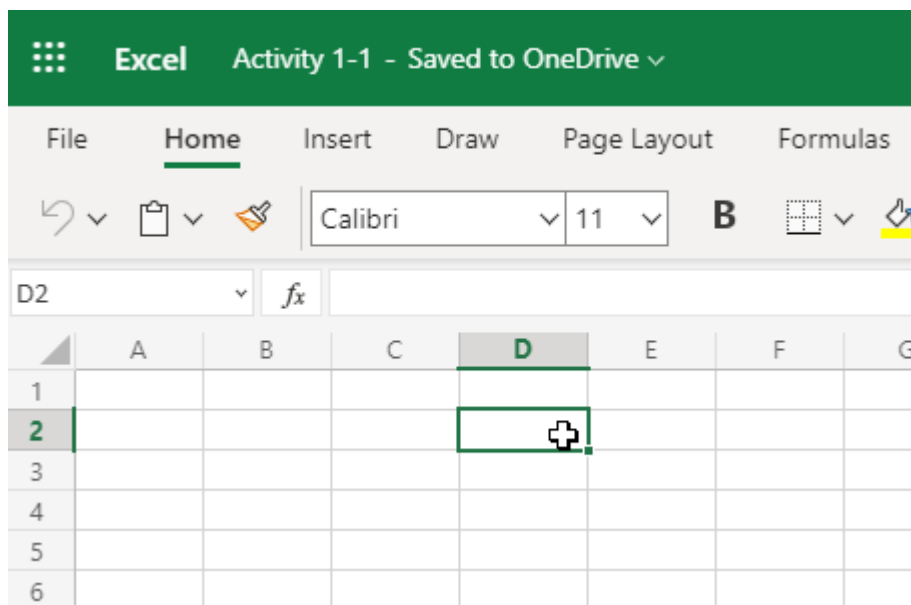 Excel Activity 1-1 - Saved to OneDrive
File Home Insert Draw Page Layout Formulas
Calibri 11 B
D2 fx
A B C D E F G
1
2
3
4
5
6